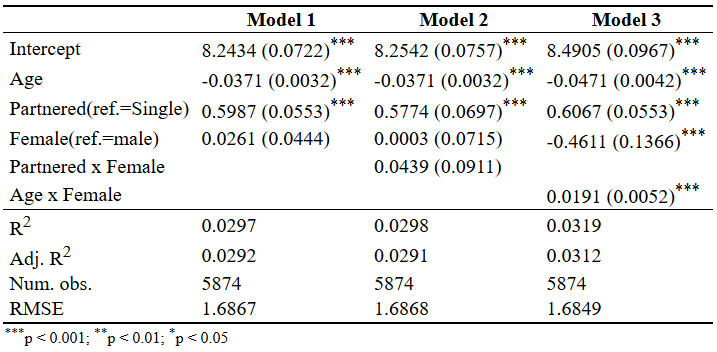 Model 1 Model 2 Model 3
Intercept 8.2434 (0.0722)*** 8.2542 (0.0757)*** 8.4905 (0.0967)***
Age -0.0371 (0.0032)*** -0.0371 (0.0032)*** -0.0471 (0.0042)***
Partnered(ref.=Single) 0.5987 (0.0553)*** 0.5774 (0.0697)*** 0.6067 (0.0553)***
Female(ref.=male) 0.0261 (0.0444) 0.0003 (0.0715) -0.4611 (0.1366)***
Partnered x Female 0.0439 (0.0911)
Age x Female 0.0191 (0.0052)***
R2 0.0297 0.0298 0.0319
Adj. R2 0.0292 0.0291 0.0312
Num. obs. 5874 5874 5874
RMSE 1.6867 1.6868 1.6849
***p < 0.001; **p < 0.01; *p < 0.05